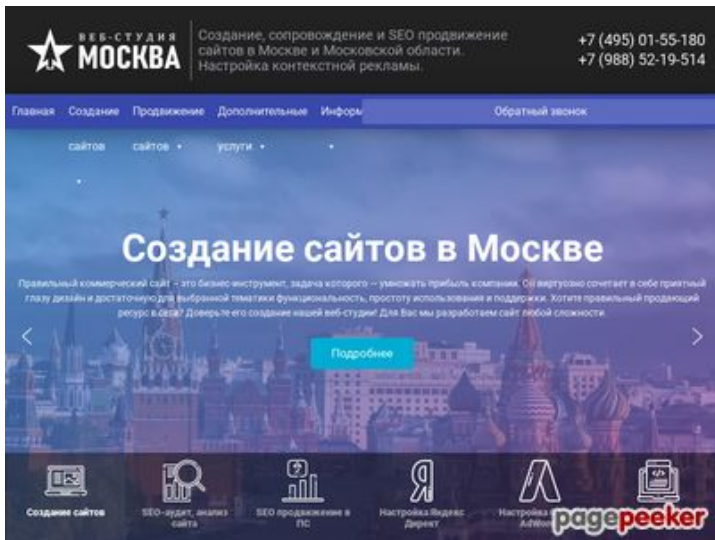 ВЕБ-СТУДИЯ
МОСКВА
Создание, сопровождение и SEO продвижение
сайтов в Москве и Московской области.
Настройка контекстной рекламы.
+7 (495) 01-55-180
+7 (988) 52-19-514
Главная Создание Продвижение Дополнительные Информ Обратный звонок
сайтов сайтов услуги
Создание сайтов в Москве
Правильный коммерческий сайт – это бизнес-инструмент, задача которого – умножать прибыль компании. Он виртуозно сочетает в себе приятный
глазу дизайн и достаточную для выбранной тематики функциональность, простоту использования и поддержки. Хотите правильный продающий
ресурс в сети? Доверьте его создание нашей веб-студии! Для Вас мы разработаем сайт любой сложности.
Подробнее
Создание сайтов
SEO-аудит, анализ
сайта
SEO продвижение в
ПС
Настройка Яндекс
Директ
Настройка
AdWor
pagepeeker